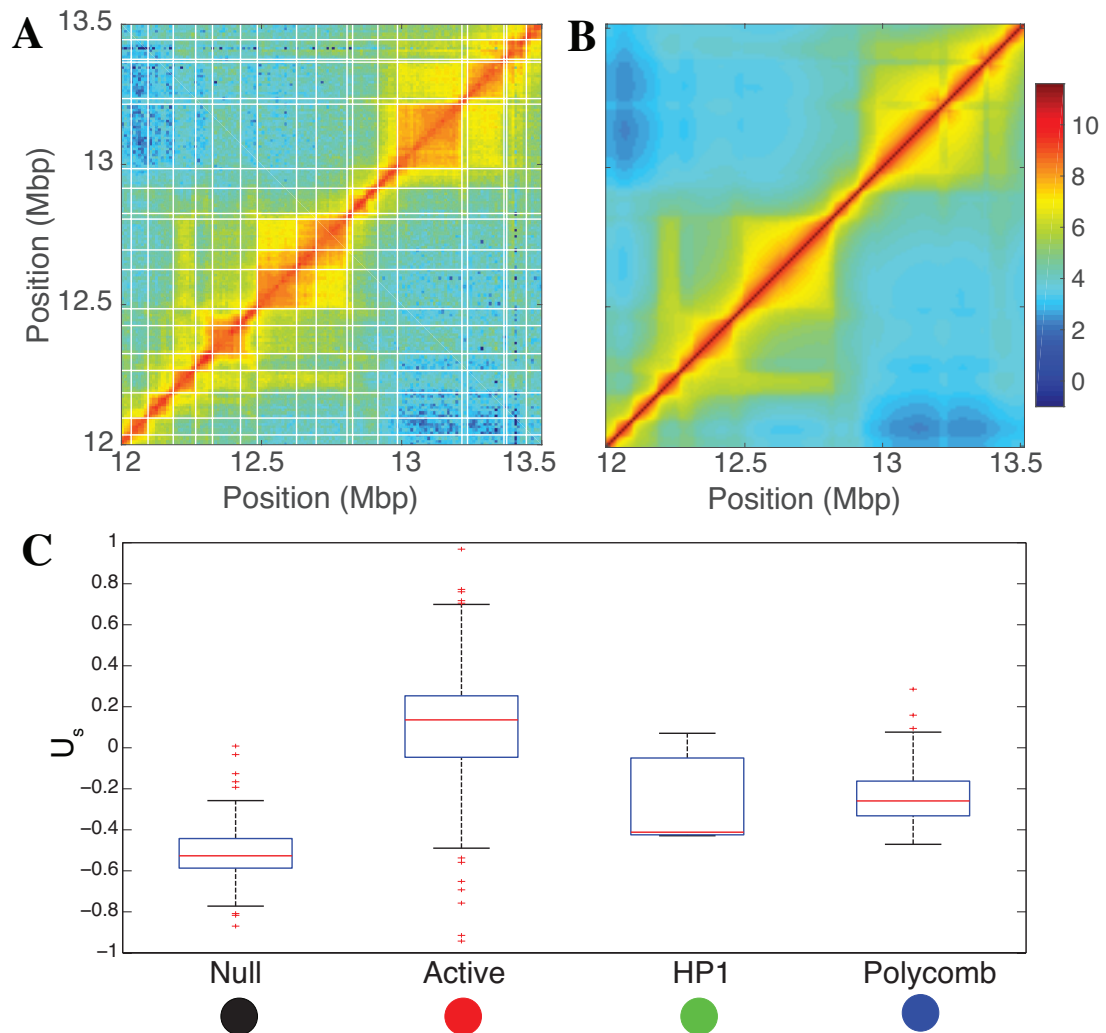 A
B
13.5
13
12.5
12
Position (Mbp)
12 12.5 13 13.5
Position (Mbp)
12 12.5 13 13.5
Position (Mbp)
10
8
6
4
2
0
C
1
0.8
0.6
0.4
0.2
0
−0.2
−0.4
−0.6
−0.8
−1
Us
Null Active HP1 Polycomb